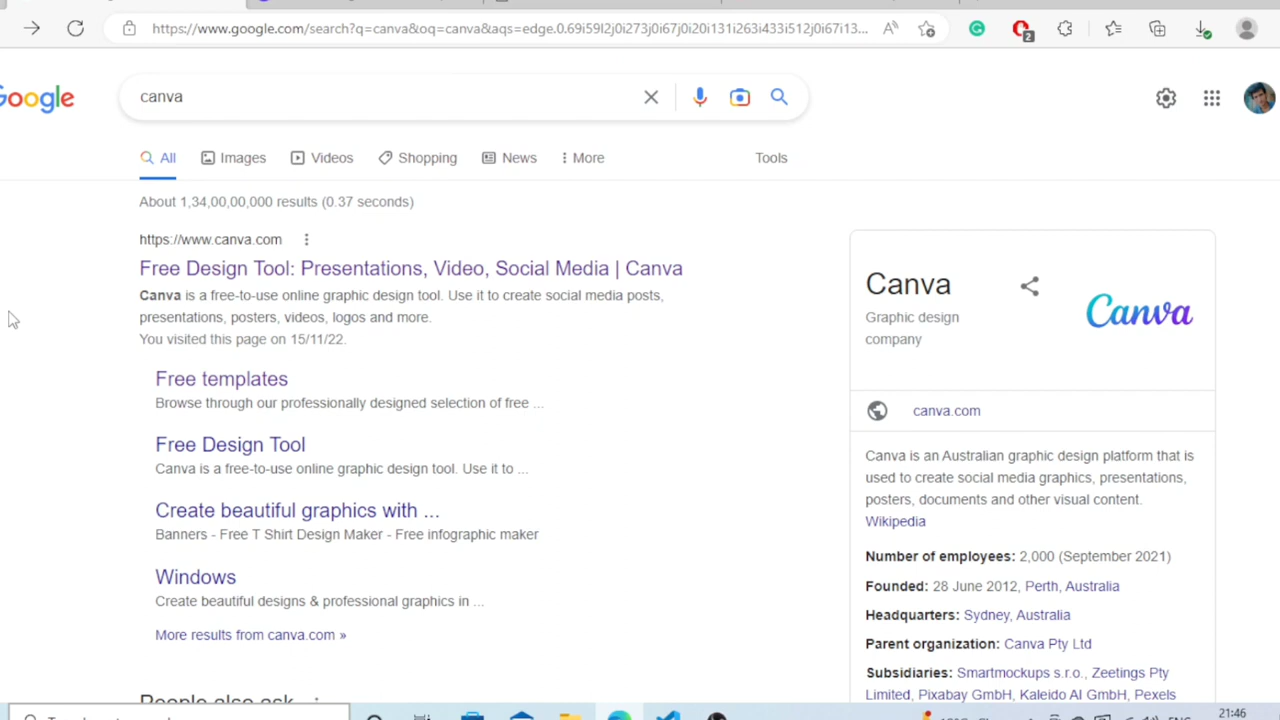 https://www.google.com/search?q=canva&oq=canva&aqs=edge.0.69i59l2j0i273j0i67j0i20i131i263i433i512j0i67i13...
2
Google
canva
All
Images
Videos
Shopping
News
More
Tools
About 1,34,00,00,000 results (0.37 seconds)
https://www.canva.com
Free Design Tool: Presentations, Video, Social Media | Canva
Canva is a free-to-use online graphic design tool. Use it to create social media posts,
presentations, posters, videos, logos and more.
You visited this page on 15/11/22.
Free templates
Browse through our professionally designed selection of free ...
Free Design Tool
Canva is a free-to-use online graphic design tool. Use it to ...
Create beautiful graphics with ...
Banners - Free T Shirt Design Maker - Free infographic maker
Windows
Create beautiful designs & professional graphics in ...
More results from canva.com »
People also ask
Canva
Graphic design
company
Canva
canva.com
Canva is an Australian graphic design platform that is
used to create social media graphics, presentations,
posters, documents and other visual content.
Wikipedia
Number of employees: 2,000 (September 2021)
Founded: 28 June 2012, Perth, Australia
Headquarters: Sydney, Australia
Parent organization: Canva Pty Ltd
Subsidiaries: Smartmockups s.r.o., Zeetings Pty
Limited, Pixabay GmbH, Kaleido AI GmbH, Pexels
21:46